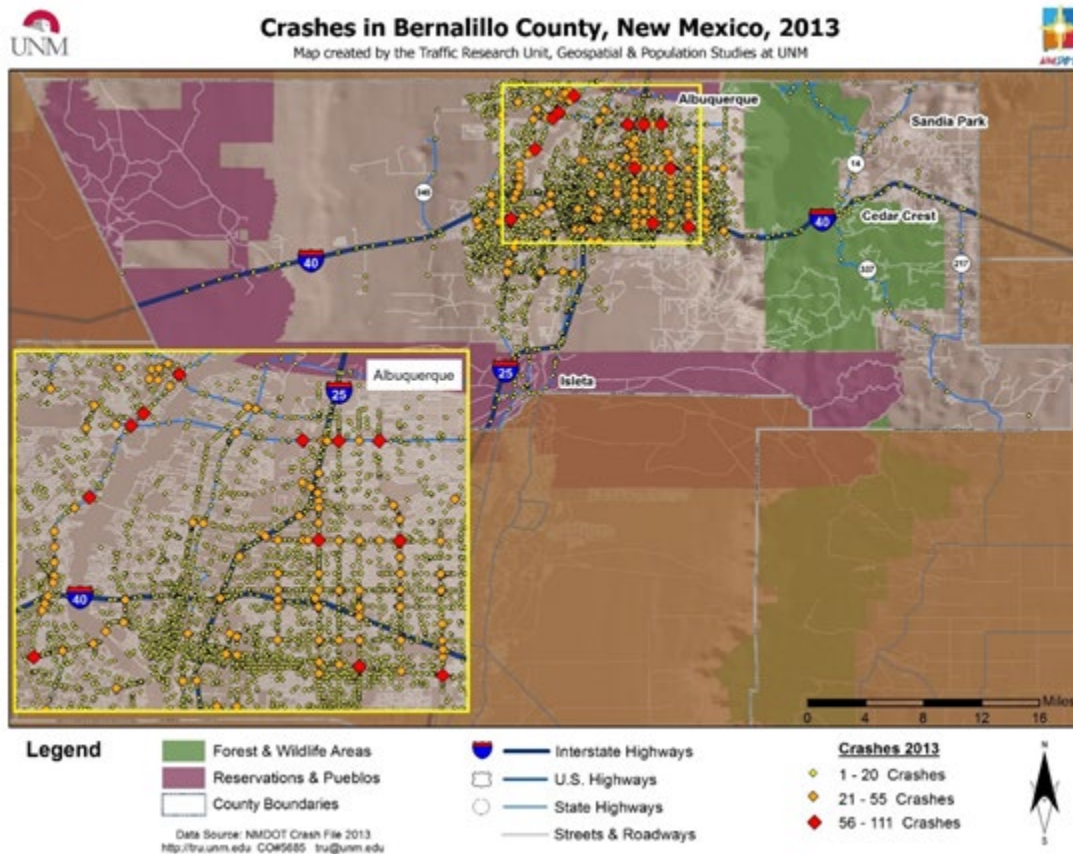 UNM
Crashes in Bernalillo County, New Mexico, 2013
Map created by the Traffic Research Unit, Geospatial & Population Studies at UNM
Albuquerque
Sandia Park
14
345
Cedar Crest
40
40
337
217
25
Isleta
Albuquerque
25
40
Miles
0 4 8 12 16
Legend
Forest & Wildlife Areas
Reservations & Pueblos
County Boundaries
Data Source: NMDOT Crash File 2013
http://tru.unm.edu CO#5685 tru@unm.edu
Interstate Highways
U.S. Highways
State Highways
Streets & Roadways
Crashes 2013
1 - 20 Crashes
21 - 55 Crashes
56 - 111 Crashes
N
S